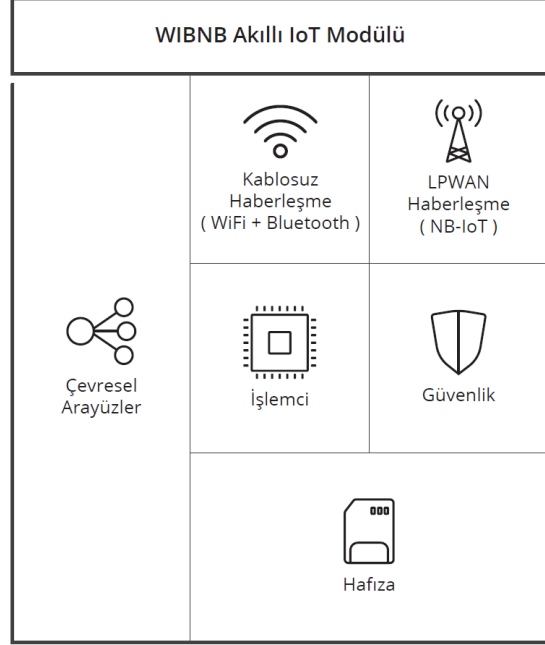 WIBNB Akıllı IoT Modülü
Kablosuz
Haberleşme
( WiFi + Bluetooth )
LPWAN
Haberleşme
( NB-IoT )
Çevresel
Arayüzler
İşlemci
Güvenlik
Hafıza